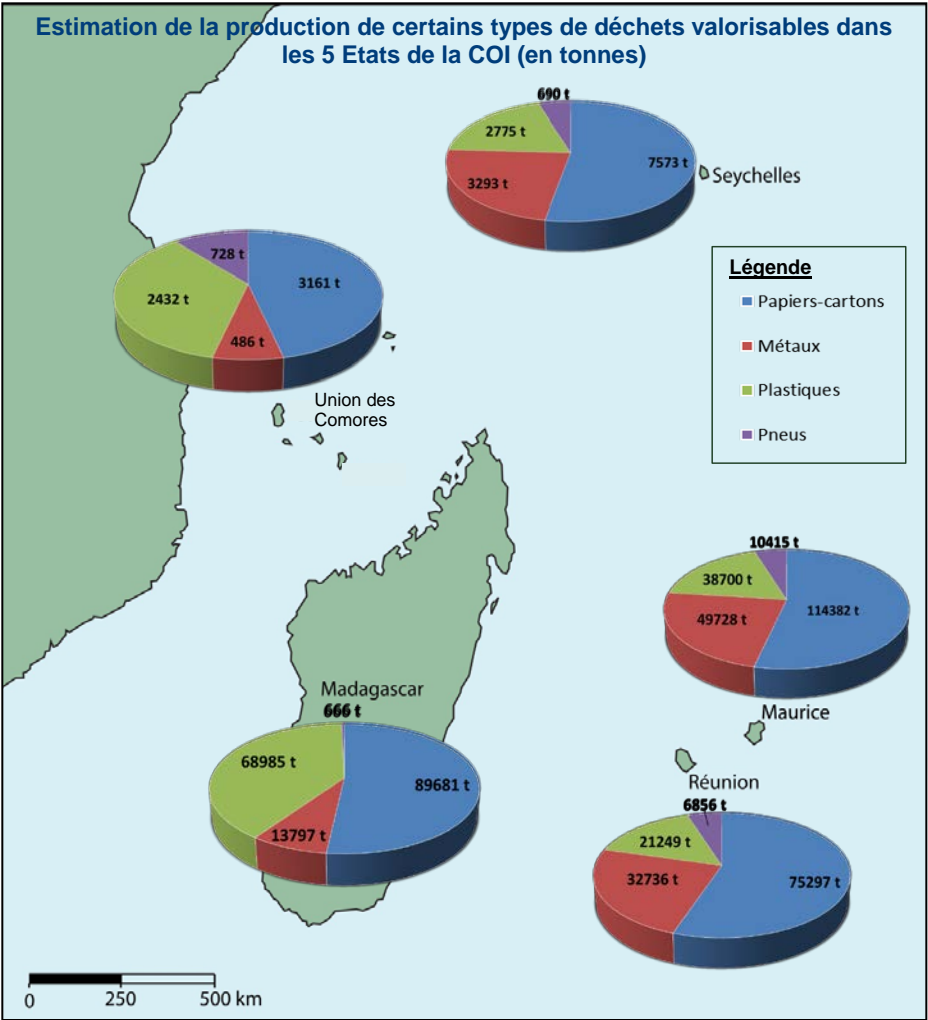 Estimation de la production de certains types de déchets valorisables dans
les 5 Etats de la COI (en tonnes)
690 t
2775 t
7573 t
3293 t
Seychelles
728 t
3161 t
2432 t
486 t
Union des
Comores
Légende
Papiers-cartons
Métaux
Plastiques
Pneus
10415 t
38700 t
114382 t
49728 t
Maurice
Madagascar
666 t
68985 t
89681 t
13797 t
Réunion
6856 t
21249 t
32736 t
75297 t
0 250 500 km